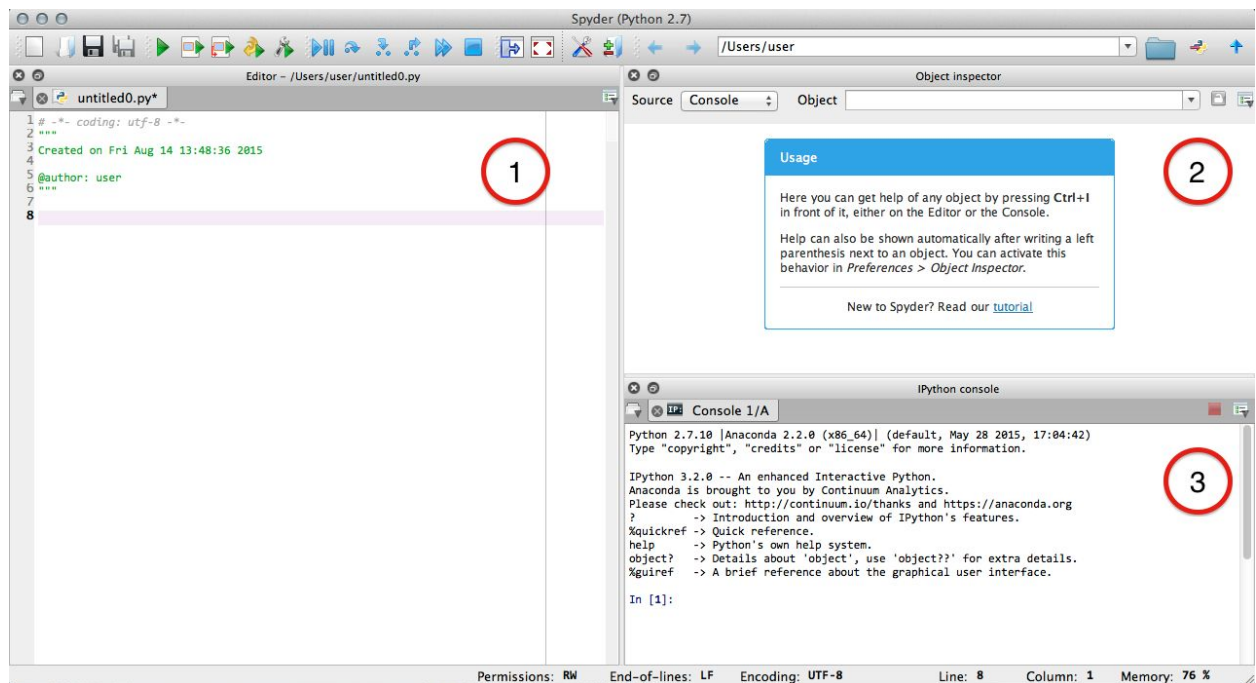 Spyder (Python 2.7)
/Users/user
Editor - /Users/user/untitled0.py
untitled0.py*
1 # -*- coding: utf-8 -*-
2 """
3 Created on Fri Aug 14 13:48:36 2015
4
5 @author: user
6 """
7
8
1
Object inspector
Source Console Object
Usage
Here you can get help of any object by pressing Ctrl+I
in front of it, either on the Editor or the Console.
Help can also be shown automatically after writing a left
parenthesis next to an object. You can activate this
behavior in Preferences > Object Inspector.
New to Spyder? Read our tutorial
2
IPython console
IP: Console 1/A
Python 2.7.10 |Anaconda 2.2.0 (x86_64)| (default, May 28 2015, 17:04:42)
Type "copyright", "credits" or "license" for more information.
IPython 3.2.0 -- An enhanced Interactive Python.
Anaconda is brought to you by Continuum Analytics.
Please check out: http://continuum.io/thanks and https://anaconda.org
? -> Introduction and overview of IPython's features.
%quickref -> Quick reference.
help -> Python's own help system.
object? -> Details about 'object', use 'object??' for extra details.
%guiref -> A brief reference about the graphical user interface.
In [1]:
3
Permissions: RW End-of-lines: LF Encoding: UTF-8 Line: 8 Column: 1 Memory: 76 %